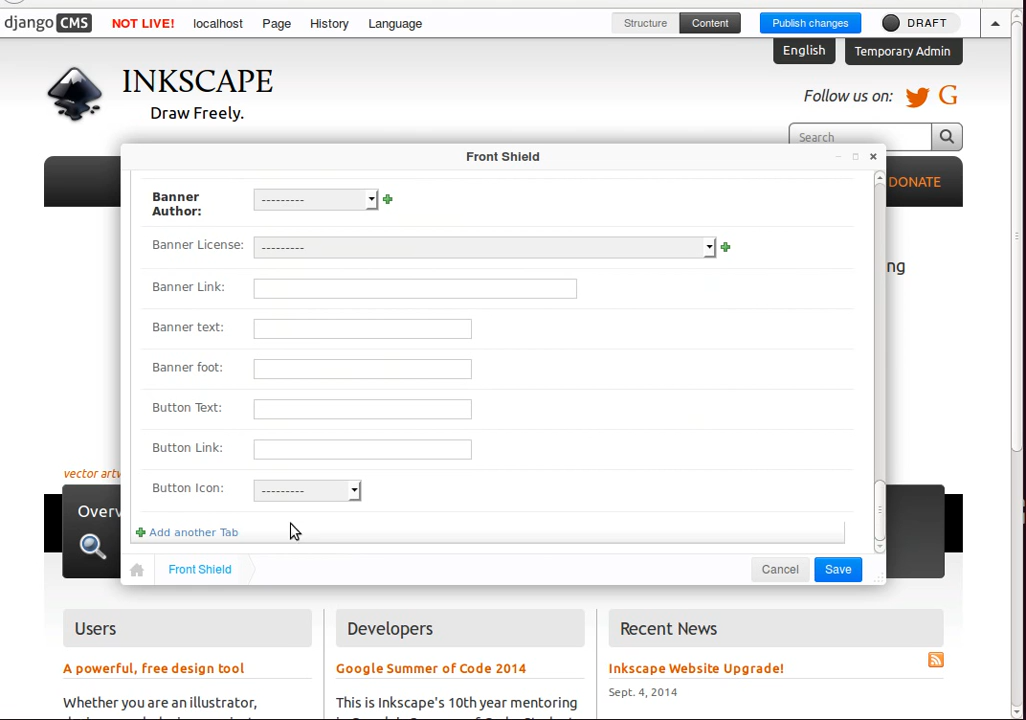 django CMS NOT LIVE! localhost Page History Language Structure Content Publish changes DRAFT
English Temporary Admin
INKSCAPE
Draw Freely.
Follow us on:
Search
DONATE
Front Shield
Banner Author: ---------
Banner License: ---------
ng
Banner Link:
Banner text:
Banner foot:
Button Text:
Button Link:
vector artw
Button Icon: ---------
Overv
Add another Tab
Front Shield Cancel Save
Users Developers Recent News
A powerful, free design tool Google Summer of Code 2014 Inkscape Website Upgrade!
Sept. 4, 2014
Whether you are an illustrator, This is Inkscape's 10th year mentoring